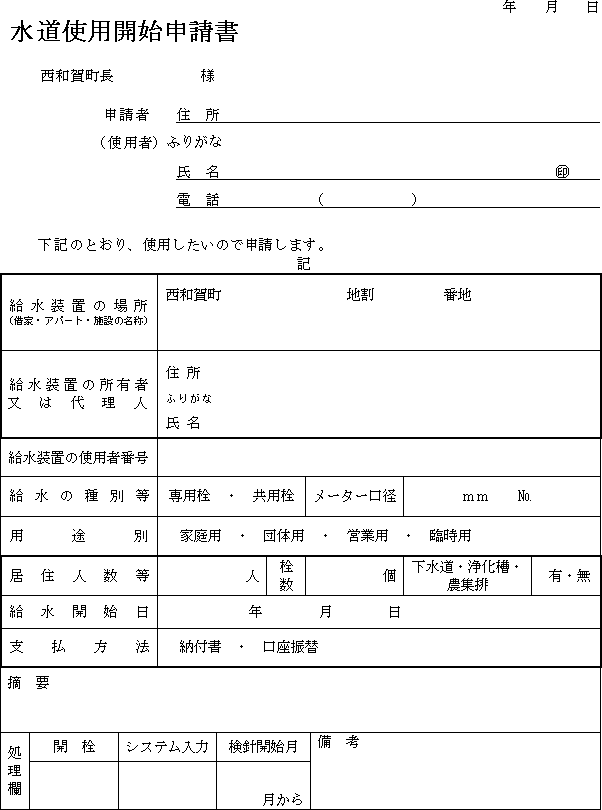 年 月 日
水道使用開始申請書
西和賀町長 様
申請者 住 所
（使用者）ふりがな
氏 名 ㊞
電 話 （ ）
下記のとおり、使用したいので申請します。
記
給水装置の場所
（借家・アパート・施設の名称）
西和賀町 地割 番地
給水装置の所有者
又は代理人
住 所
ふりがな
氏 名
給水装置の使用者番号
給水の種別等 専用栓 ・ 共用栓 メーター口径 mm №
用途別 家庭用 ・ 団体用 ・ 営業用 ・ 臨時用
居住人数等 人 栓数 個 下水道・浄化槽・農集排 有・無
給水開始日 年 月 日
支払方法 納付書 ・ 口座振替
摘 要
処理欄 開 栓 システム入力 検針開始月 備 考
月から